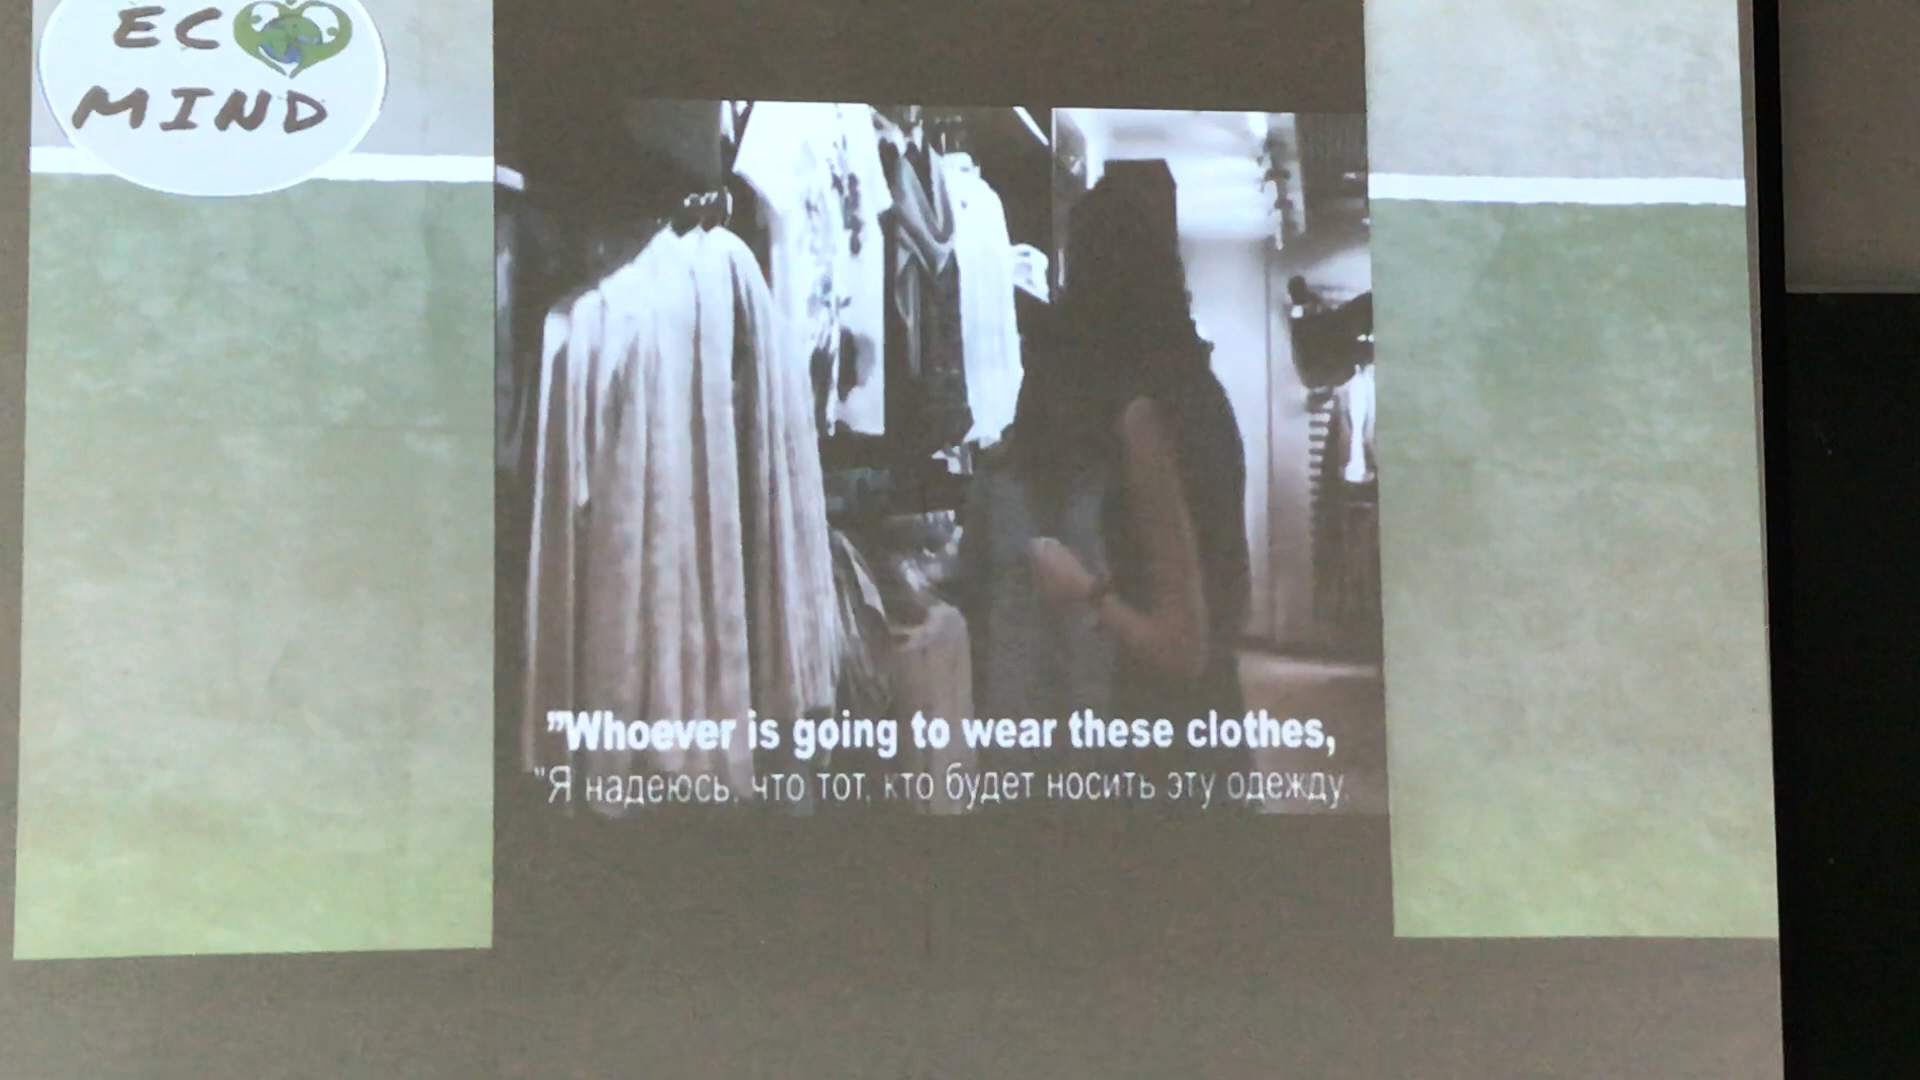 ECO
MIND
"Whoever is going to wear these clothes,
"Я надеюсь, что тот, кто будет носить эту одежду,